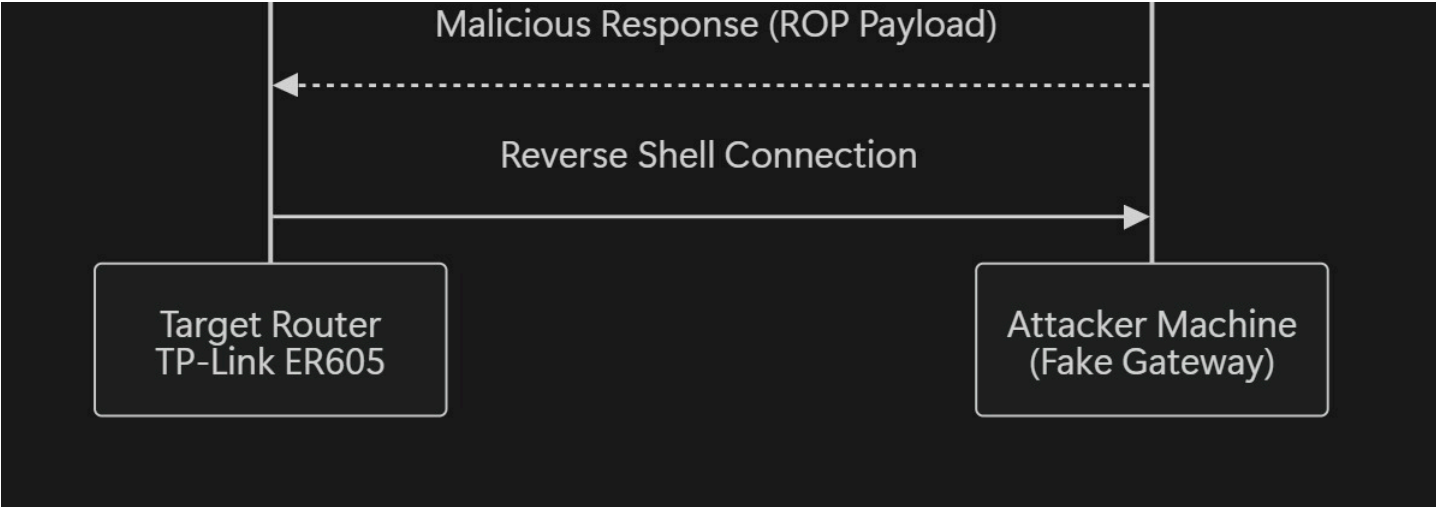 Malicious Response (ROP Payload)
Reverse Shell Connection
Target Router
TP-Link ER605
Attacker Machine
(Fake Gateway)